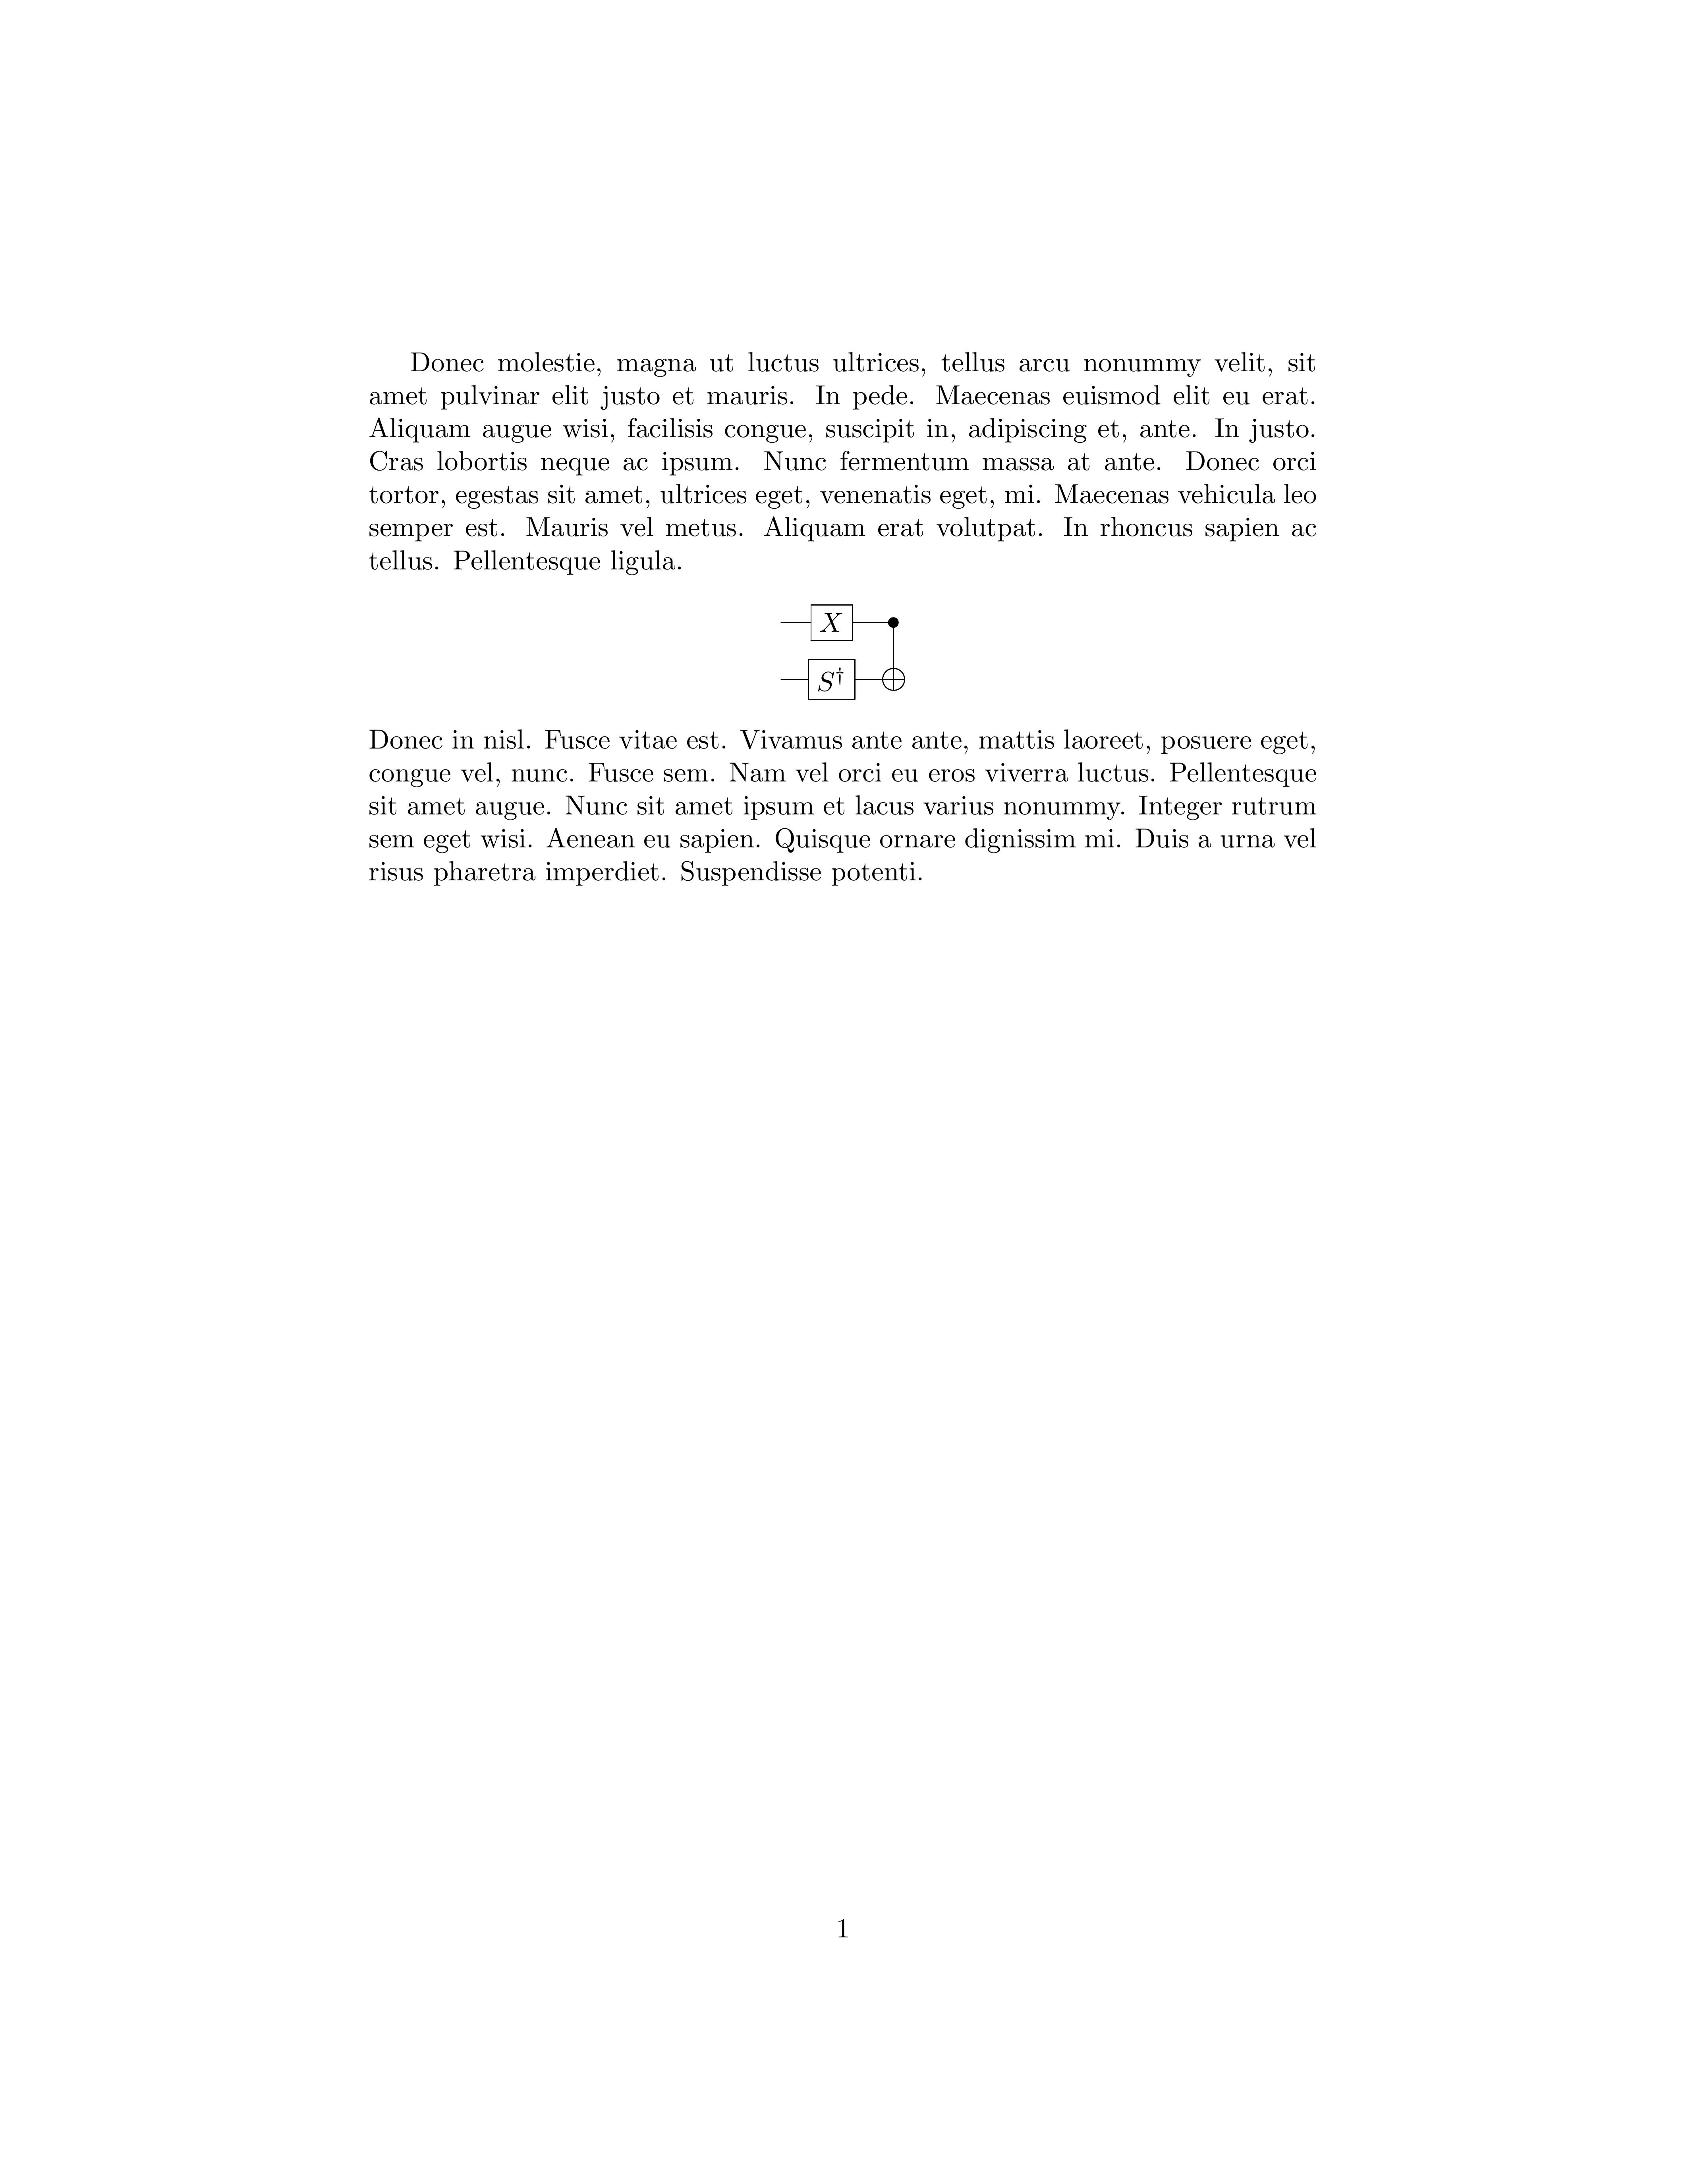 Donec molestie, magna ut luctus ultrices, tellus arcu nonummy velit, sit
amet pulvinar elit justo et mauris. In pede. Maecenas euismod elit eu erat.
Aliquam augue wisi, facilisis congue, suscipit in, adipiscing et, ante. In justo.
Cras lobortis neque ac ipsum. Nunc fermentum massa at ante. Donec orci
tortor, egestas sit amet, ultrices eget, venenatis eget, mi. Maecenas vehicula leo
semper est. Mauris vel metus. Aliquam erat volutpat. In rhoncus sapien ac
tellus. Pellentesque ligula.
X
S†
Donec in nisl. Fusce vitae est. Vivamus ante ante, mattis laoreet, posuere eget,
congue vel, nunc. Fusce sem. Nam vel orci eu eros viverra luctus. Pellentesque
sit amet augue. Nunc sit amet ipsum et lacus varius nonummy. Integer rutrum
sem eget wisi. Aenean eu sapien. Quisque ornare dignissim mi. Duis a urna vel
risus pharetra imperdiet. Suspendisse potenti.
1